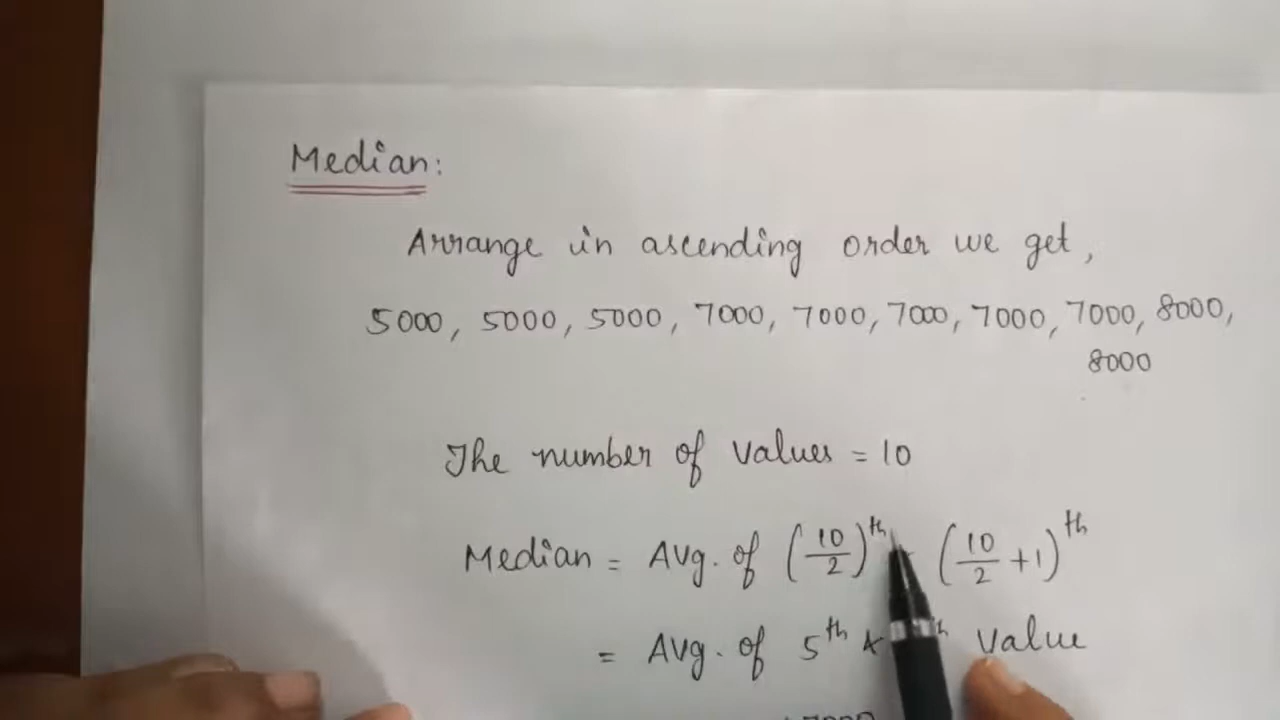 Median:
Arrange in ascending order we get,
5000, 5000, 5000, 7000, 7000, 7000, 7000, 7000, 8000,
8000
The number of values = 10
Median = Avg. of (10/2)th (10/2 + 1)th
= Avg. of 5th & th value